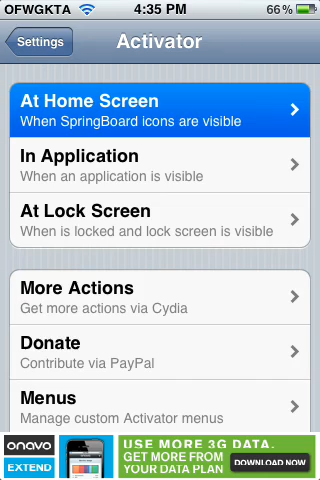 OFWGKTA 4:35 PM 66%
Settings Activator
At Home Screen
When SpringBoard icons are visible
In Application
When an application is visible
At Lock Screen
When is locked and lock screen is visible
More Actions
Get more actions via Cydia
Donate
Contribute via PayPal
Menus
Manage custom Activator menus
onavo
EXTEND
USE MORE 3G DATA.
GET MORE FROM
YOUR DATA PLAN
DOWNLOAD NOW